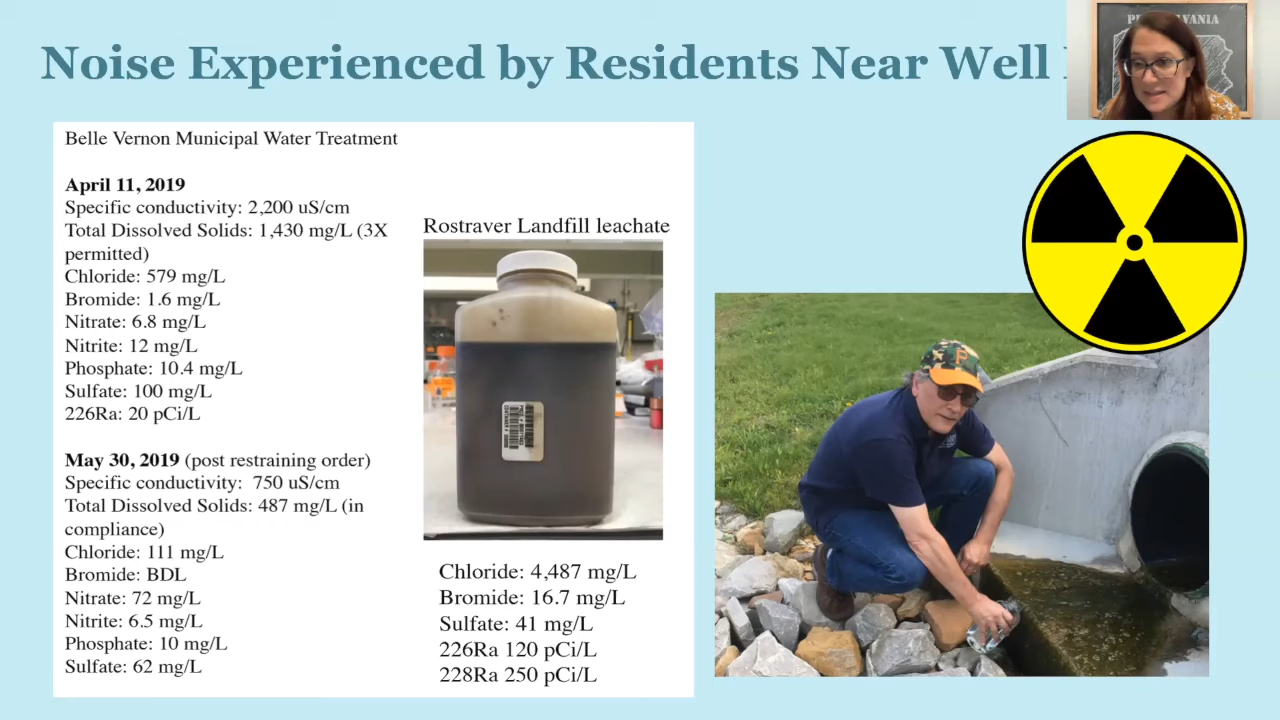 Noise Experienced by Residents Near Well
Belle Vernon Municipal Water Treatment
April 11, 2019
Specific conductivity: 2,200 uS/cm
Total Dissolved Solids: 1,430 mg/L (3X
permitted)
Chloride: 579 mg/L
Bromide: 1.6 mg/L
Nitrate: 6.8 mg/L
Nitrite: 12 mg/L
Phosphate: 10.4 mg/L
Sulfate: 100 mg/L
226Ra: 20 pCi/L
May 30, 2019 (post restraining order)
Specific conductivity: 750 uS/cm
Total Dissolved Solids: 487 mg/L (in
compliance)
Chloride: 111 mg/L
Bromide: BDL
Nitrate: 72 mg/L
Nitrite: 6.5 mg/L
Phosphate: 10 mg/L
Sulfate: 62 mg/L
Rostraver Landfill leachate
Chloride: 4,487 mg/L
Bromide: 16.7 mg/L
Sulfate: 41 mg/L
226Ra 120 pCi/L
228Ra 250 pCi/L
P